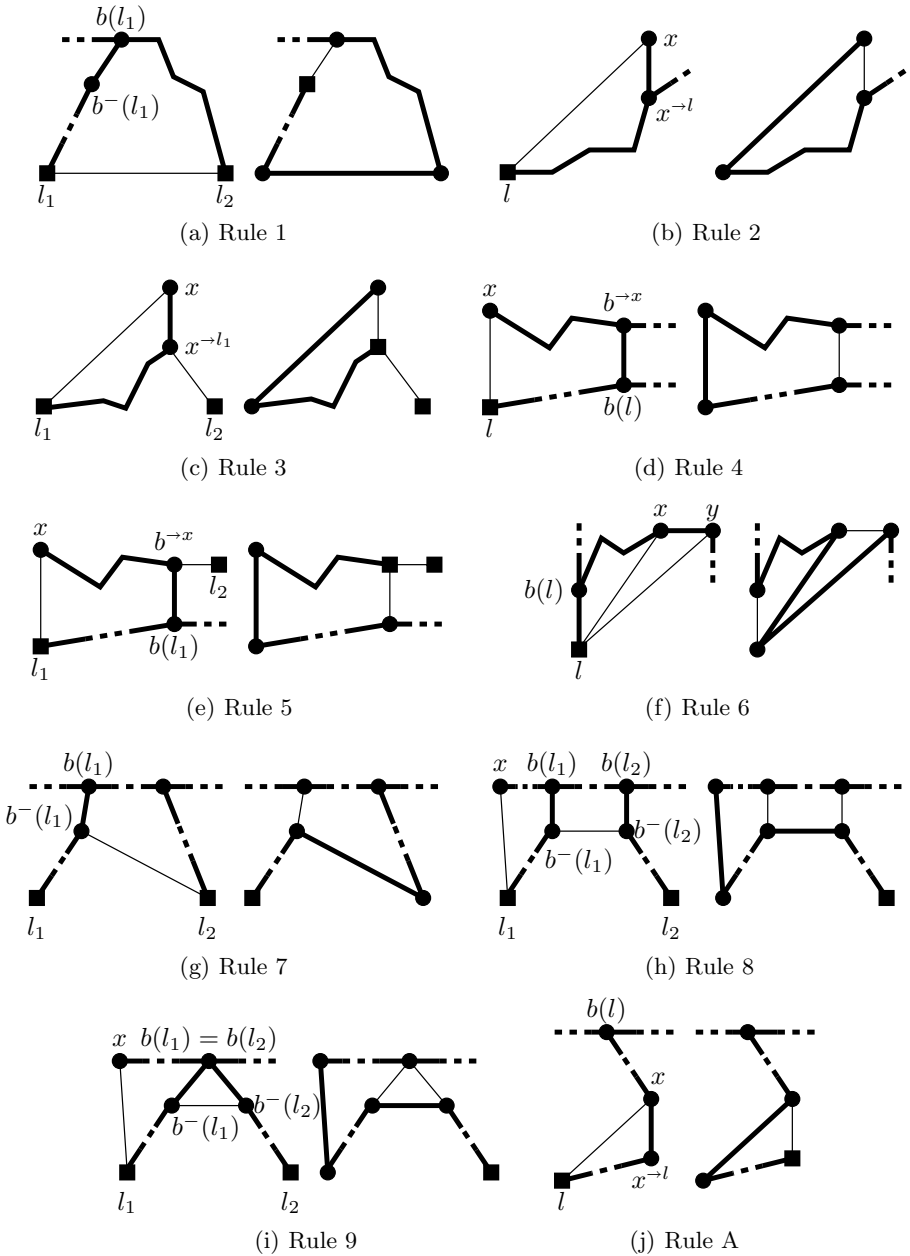 b(l₁)
b⁻(l₁)
l₁ l₂
(a) Rule 1
x
x→l
l
(b) Rule 2
x
x→l₁
l₁ l₂
(c) Rule 3
x b→x
l b(l)
(d) Rule 4
x b→x
l₂
l₁ b(l₁)
(e) Rule 5
x y
b(l)
l
(f) Rule 6
b(l₁)
b⁻(l₁)
l₁ l₂
(g) Rule 7
x b(l₁) b(l₂)
b⁻(l₂)
b⁻(l₁)
l₁ l₂
(h) Rule 8
x b(l₁) = b(l₂)
b⁻(l₂)
b⁻(l₁)
l₁ l₂
(i) Rule 9
b(l)
x
l x→l
(j) Rule A